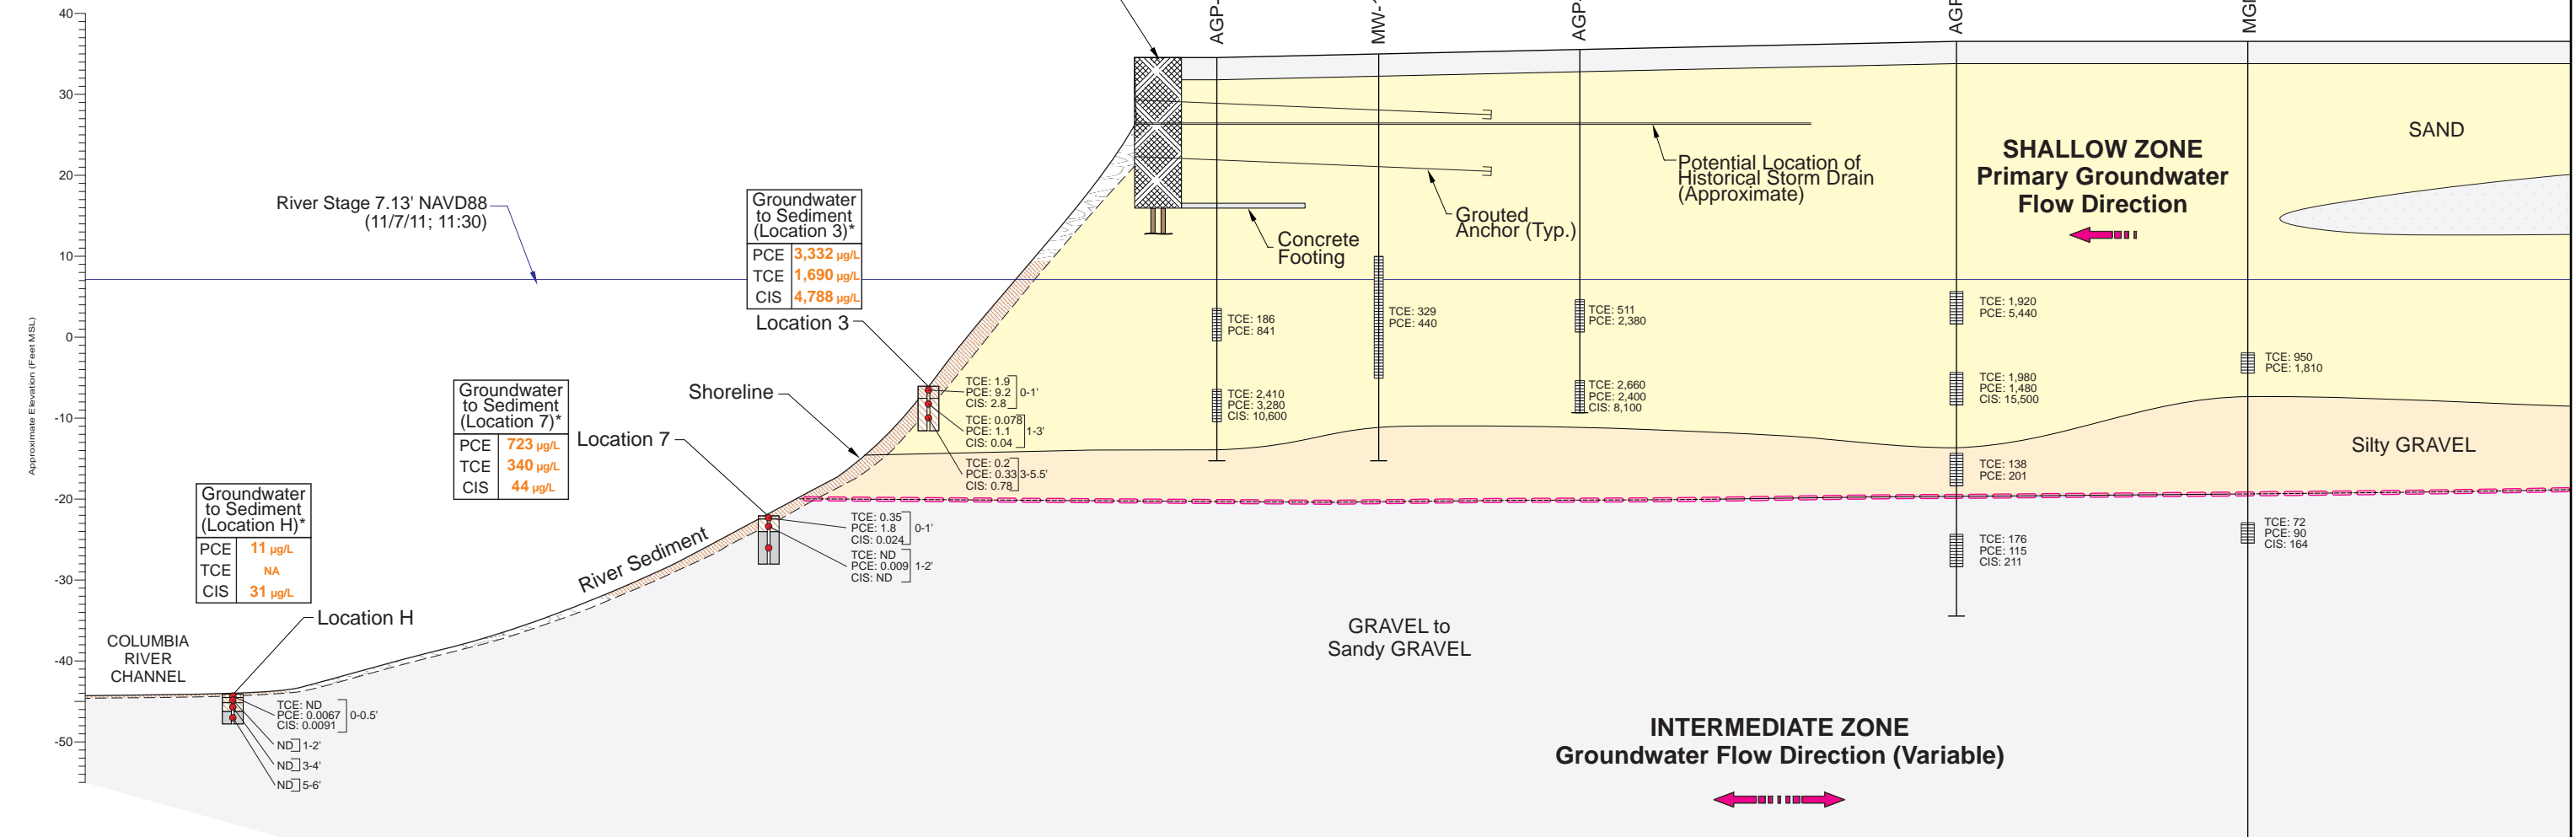 40
30
20
10
0
-10
-20
-30
-40
-50
Approximate Elevation (Feet MSL)
River Stage 7.13' NAVD88
(11/7/11; 11:30)
Groundwater
to Sediment
(Location 3)*
PCE 3,332 µg/L
TCE 1,690 µg/L
CIS 4,788 µg/L
Location 3
Shoreline
Groundwater
to Sediment
(Location 7)*
PCE 723 µg/L
TCE 340 µg/L
CIS 44 µg/L
Location 7
Groundwater
to Sediment
(Location H)*
PCE 11 µg/L
TCE NA
CIS 31 µg/L
Location H
River Sediment
COLUMBIA
RIVER
CHANNEL
TCE: ND
PCE: 0.0067
CIS: 0.0091
0-0.5'
ND 1-2'
ND 3-4'
ND 5-6'
TCE: 1.9
PCE: 9.2
CIS: 2.8
0-1'
TCE: 0.078
PCE: 1.1
CIS: 0.04
1-3'
TCE: 0.2
PCE: 0.33
CIS: 0.78
3-5.5'
TCE: 0.35
PCE: 1.8
CIS: 0.024
0-1'
TCE: ND
PCE: 0.009
CIS: ND
1-2'
AGP-
MW-
AGP-
Concrete
Footing
Grouted
Anchor (Typ.)
Potential Location of
Historical Storm Drain
(Approximate)
SHALLOW ZONE
Primary Groundwater
Flow Direction
SAND
TCE: 186
PCE: 841
TCE: 2,410
PCE: 3,280
CIS: 10,600
TCE: 329
PCE: 440
TCE: 511
PCE: 2,380
TCE: 2,660
PCE: 2,400
CIS: 8,100
TCE: 1,920
PCE: 5,440
TCE: 1,980
PCE: 1,480
CIS: 15,500
TCE: 138
PCE: 201
TCE: 176
PCE: 115
CIS: 211
TCE: 950
PCE: 1,810
TCE: 72
PCE: 90
CIS: 164
Silty GRAVEL
GRAVEL to
Sandy GRAVEL
INTERMEDIATE ZONE
Groundwater Flow Direction (Variable)